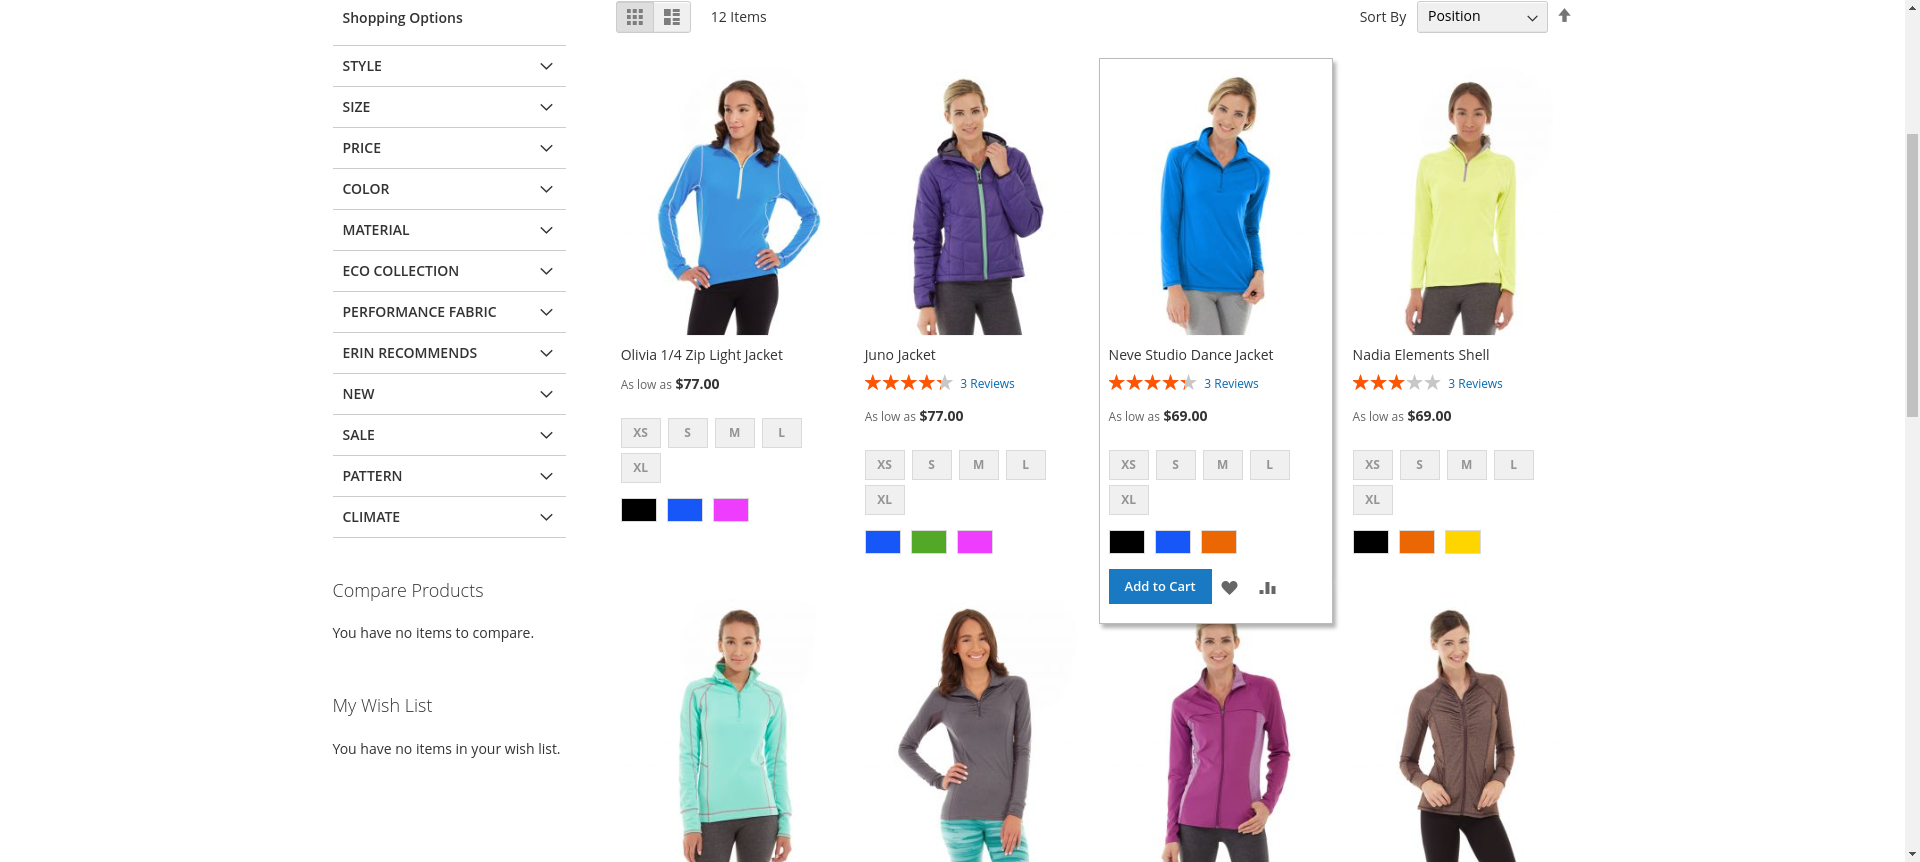 Shopping Options
12 Items
Sort By
Position
STYLE
SIZE
PRICE
COLOR
MATERIAL
ECO COLLECTION
PERFORMANCE FABRIC
ERIN RECOMMENDS
NEW
SALE
PATTERN
CLIMATE
Compare Products
You have no items to compare.
My Wish List
You have no items in your wish list.
Olivia 1/4 Zip Light Jacket
As low as $77.00
XS S M L
XL
Juno Jacket
3 Reviews
As low as $77.00
XS S M L
XL
Neve Studio Dance Jacket
3 Reviews
As low as $69.00
XS S M L
XL
Add to Cart
Nadia Elements Shell
3 Reviews
As low as $69.00
XS S M L
XL